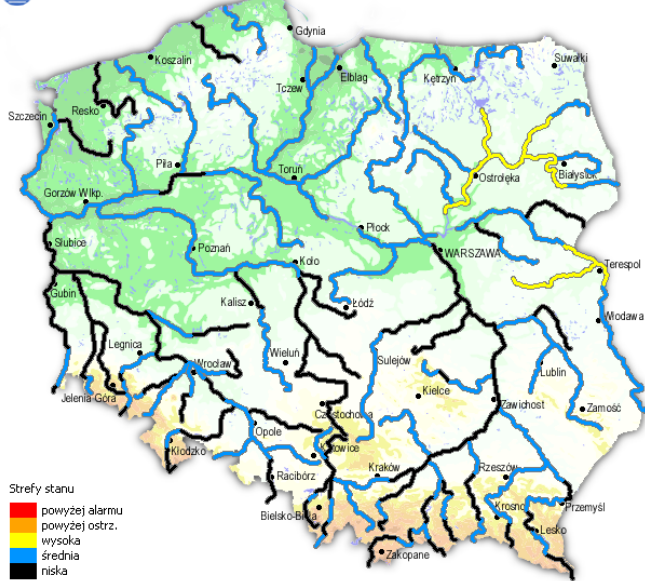 Gdynia
Koszalin
Suwałki
Elbląg
Kętrzyn
Tczew
Resko
Szczecin
Piła
Toruń
Ostrołęka
Białystok
Gorzów Wlkp.
Płock
Słubice
Poznań
WARSZAWA
Koło
Terespol
Gubin
Kalisz
Łódź
Włodawa
Legnica
Wrocław
Wieluń
Sulejów
Lublin
Jelenia-Góra
Kielce
Częstochowa
Zawichost
Zamość
Opole
Kłodzko
Katowice
Kraków
Rzeszów
Racibórz
Strefy stanu
Bielsko-Biała
Krosno
Przemyśl
powyżej alarmu
powyżej ostrz.
Lesko
wysoka
średnia
Zakopane
niska